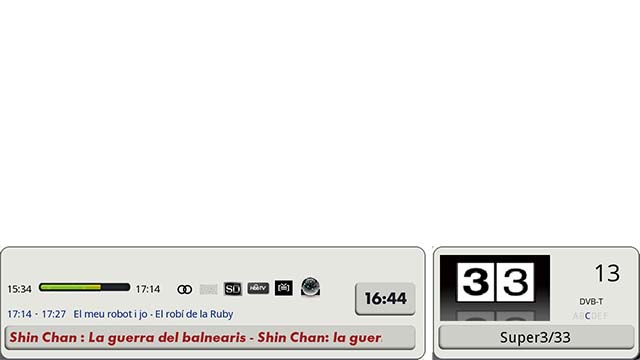 15:34
17:14
SD
16:44
17:14 - 17:27 El meu robot i jo - El robí de la Ruby
Shin Chan : La guerra del balnearis - Shin Chan: la guer
33
13
DVB-T
ABCDEF
Super3/33